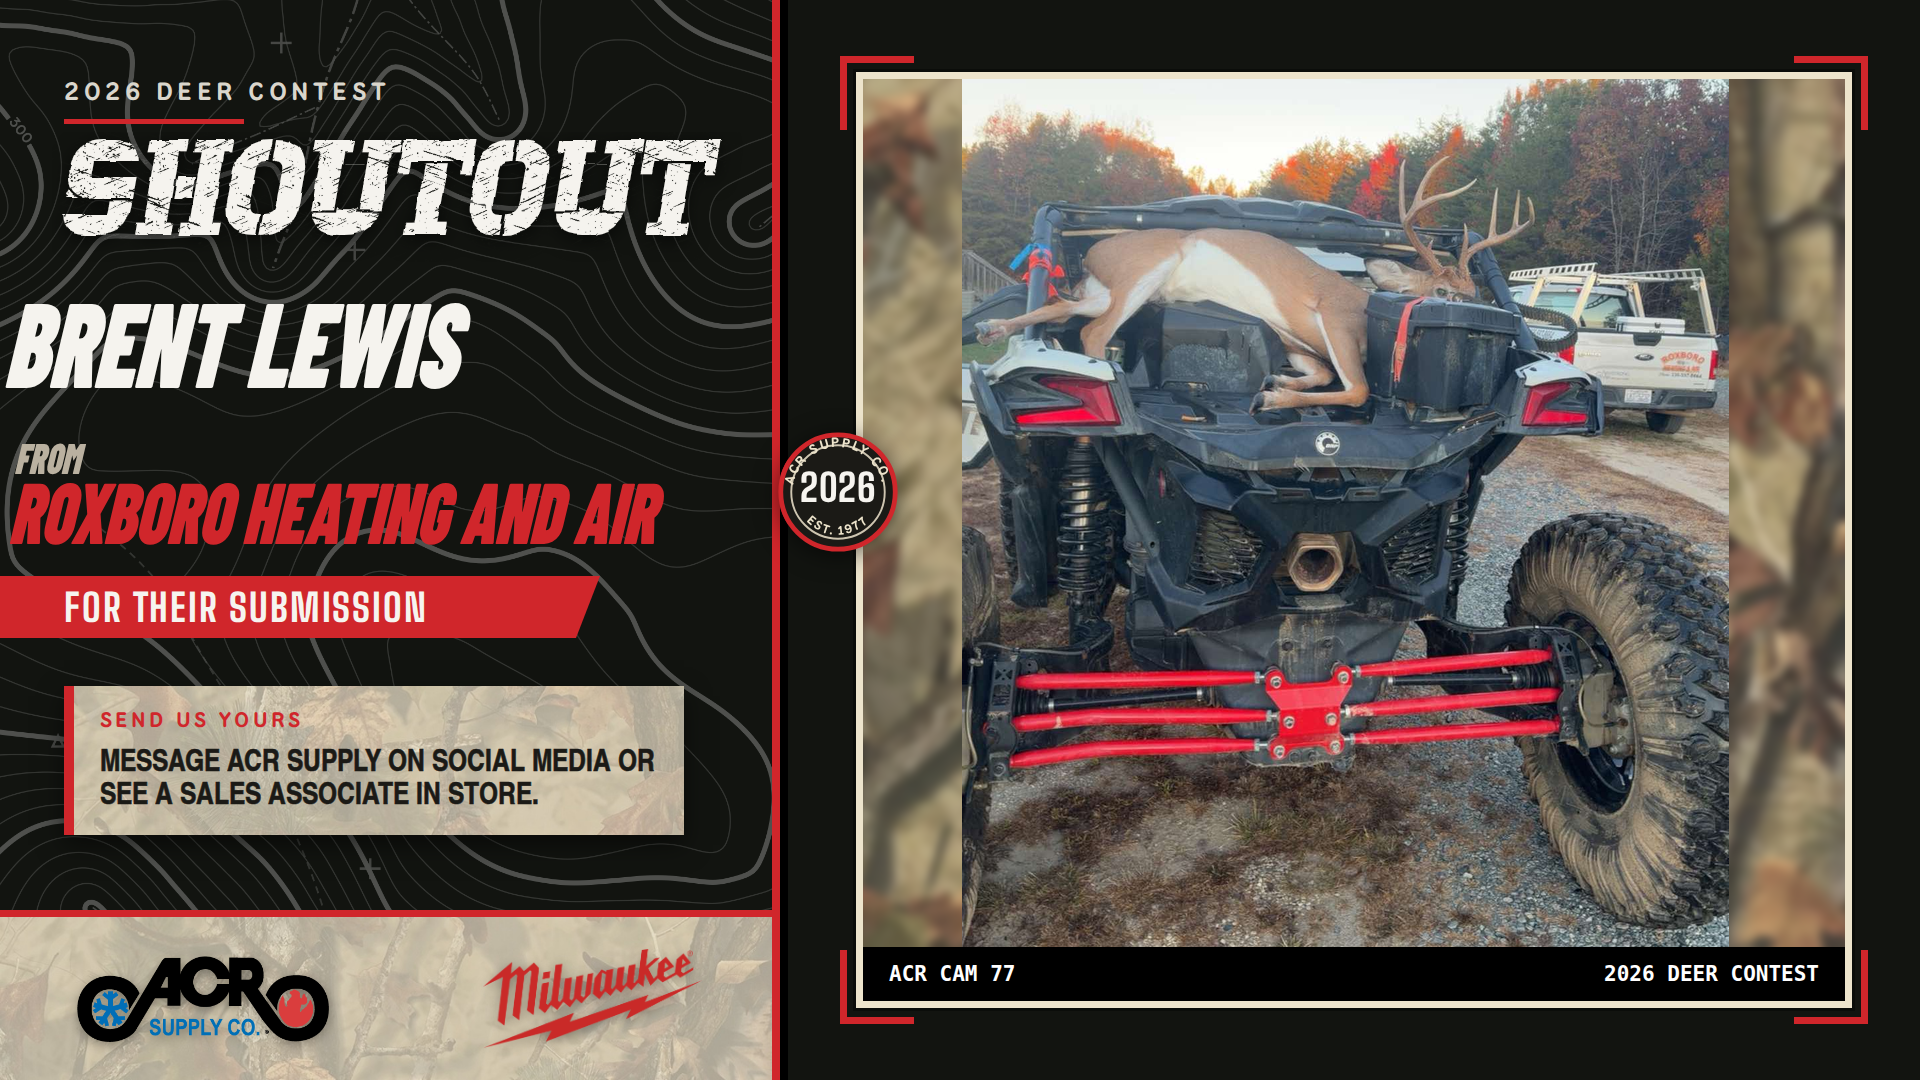 2026 DEER CONTEST
SHOUTOUT
BRENT LEWIS
FROM
ROXBORO HEATING AND AIR
FOR THEIR SUBMISSION
SEND US YOURS
MESSAGE ACR SUPPLY ON SOCIAL MEDIA OR
SEE A SALES ASSOCIATE IN STORE.
ACR
SUPPLY CO.
Milwaukee®
ACR SUPPLY CO.
2026
EST. 1977
ROXBORO
ACR CAM 77
2026 DEER CONTEST
300